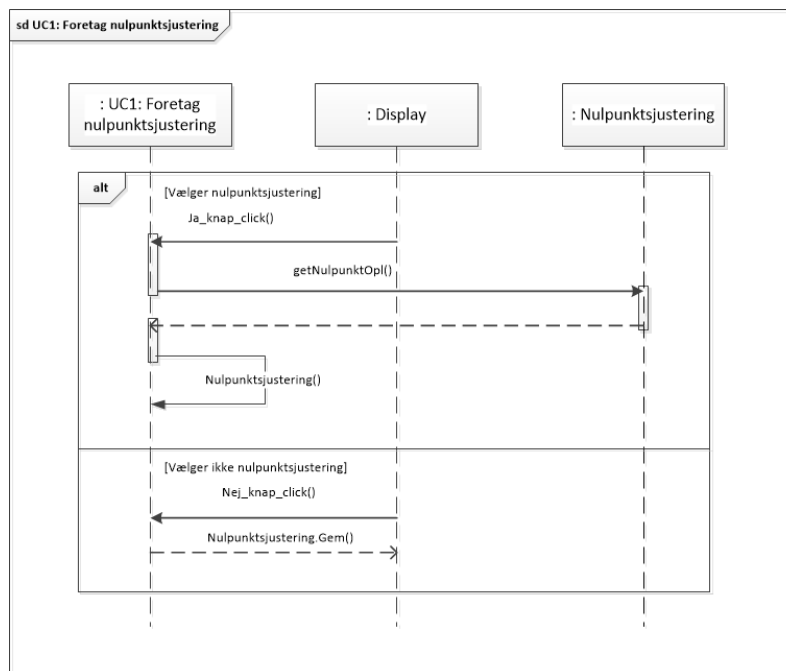 sd UC1: Foretag nulpunktsjustering
: UC1: Foretag
nulpunktsjustering
: Display
: Nulpunktsjustering
alt
[Vælger nulpunktsjustering]
Ja_knap_click()
getNulpunktOpl()
Nulpunktsjustering()
[Vælger ikke nulpunktsjustering]
Nej_knap_click()
Nulpunktsjustering.Gem()